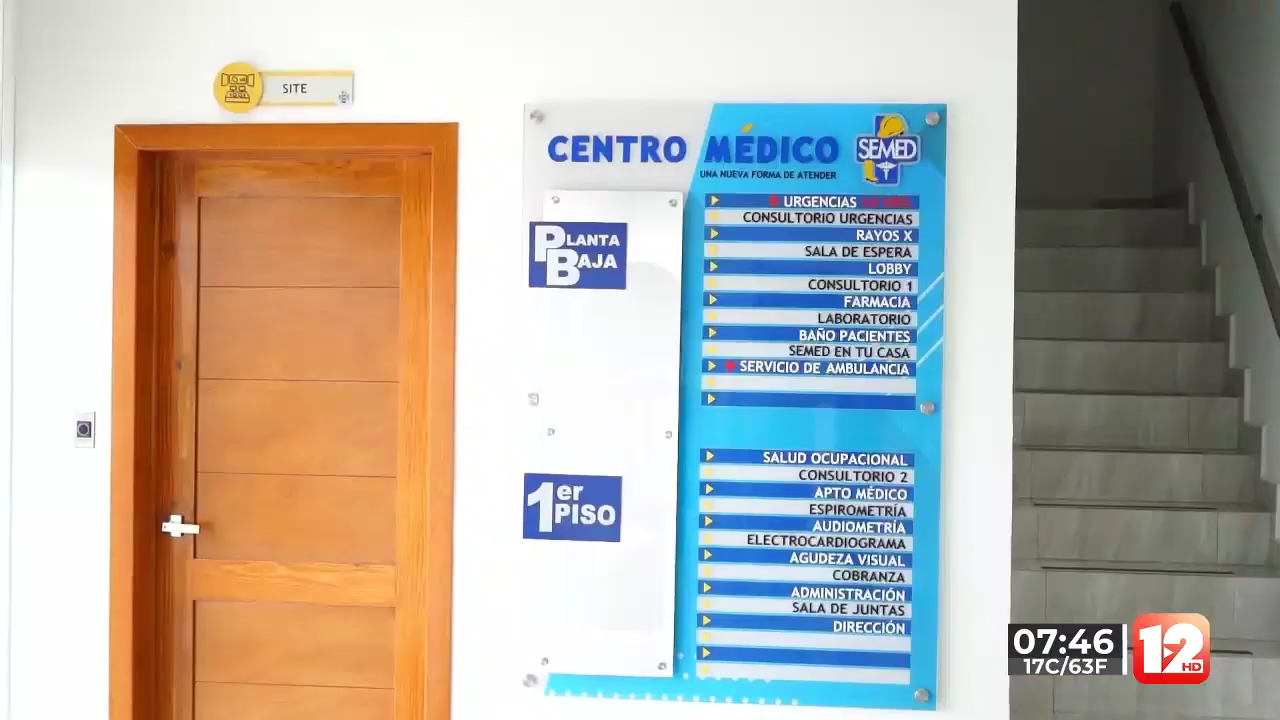 SITE
CENTRO MÉDICO
SEMED
UNA NUEVA FORMA DE ATENDER
PLANTA
BAJA
URGENCIAS
CONSULTORIO URGENCIAS
RAYOS X
SALA DE ESPERA
LOBBY
CONSULTORIO 1
FARMACIA
LABORATORIO
BAÑO PACIENTES
SEMED EN TU CASA
SERVICIO DE AMBULANCIA
1er
PISO
SALUD OCUPACIONAL
CONSULTORIO 2
APTO MÉDICO
ESPIROMETRÍA
AUDIOMETRÍA
ELECTROCARDIOGRAMA
AGUDEZA VISUAL
COBRANZA
ADMINISTRACIÓN
SALA DE JUNTAS
DIRECCIÓN
07:46
17C/63F
12
HD